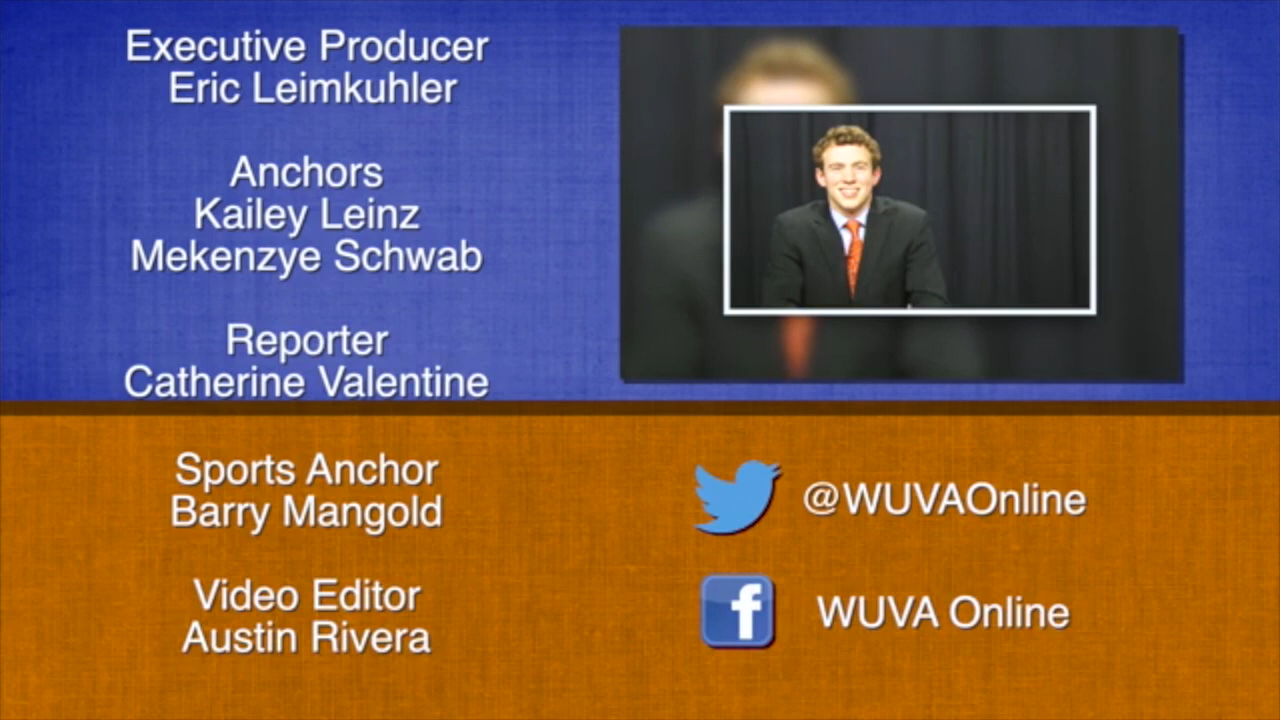 Executive Producer
Eric Leimkuhler
Anchors
Kailey Leinz
Mekenzye Schwab
Reporter
Catherine Valentine
Sports Anchor
Barry Mangold
Video Editor
Austin Rivera
@WUVAOnline
f
WUVA Online